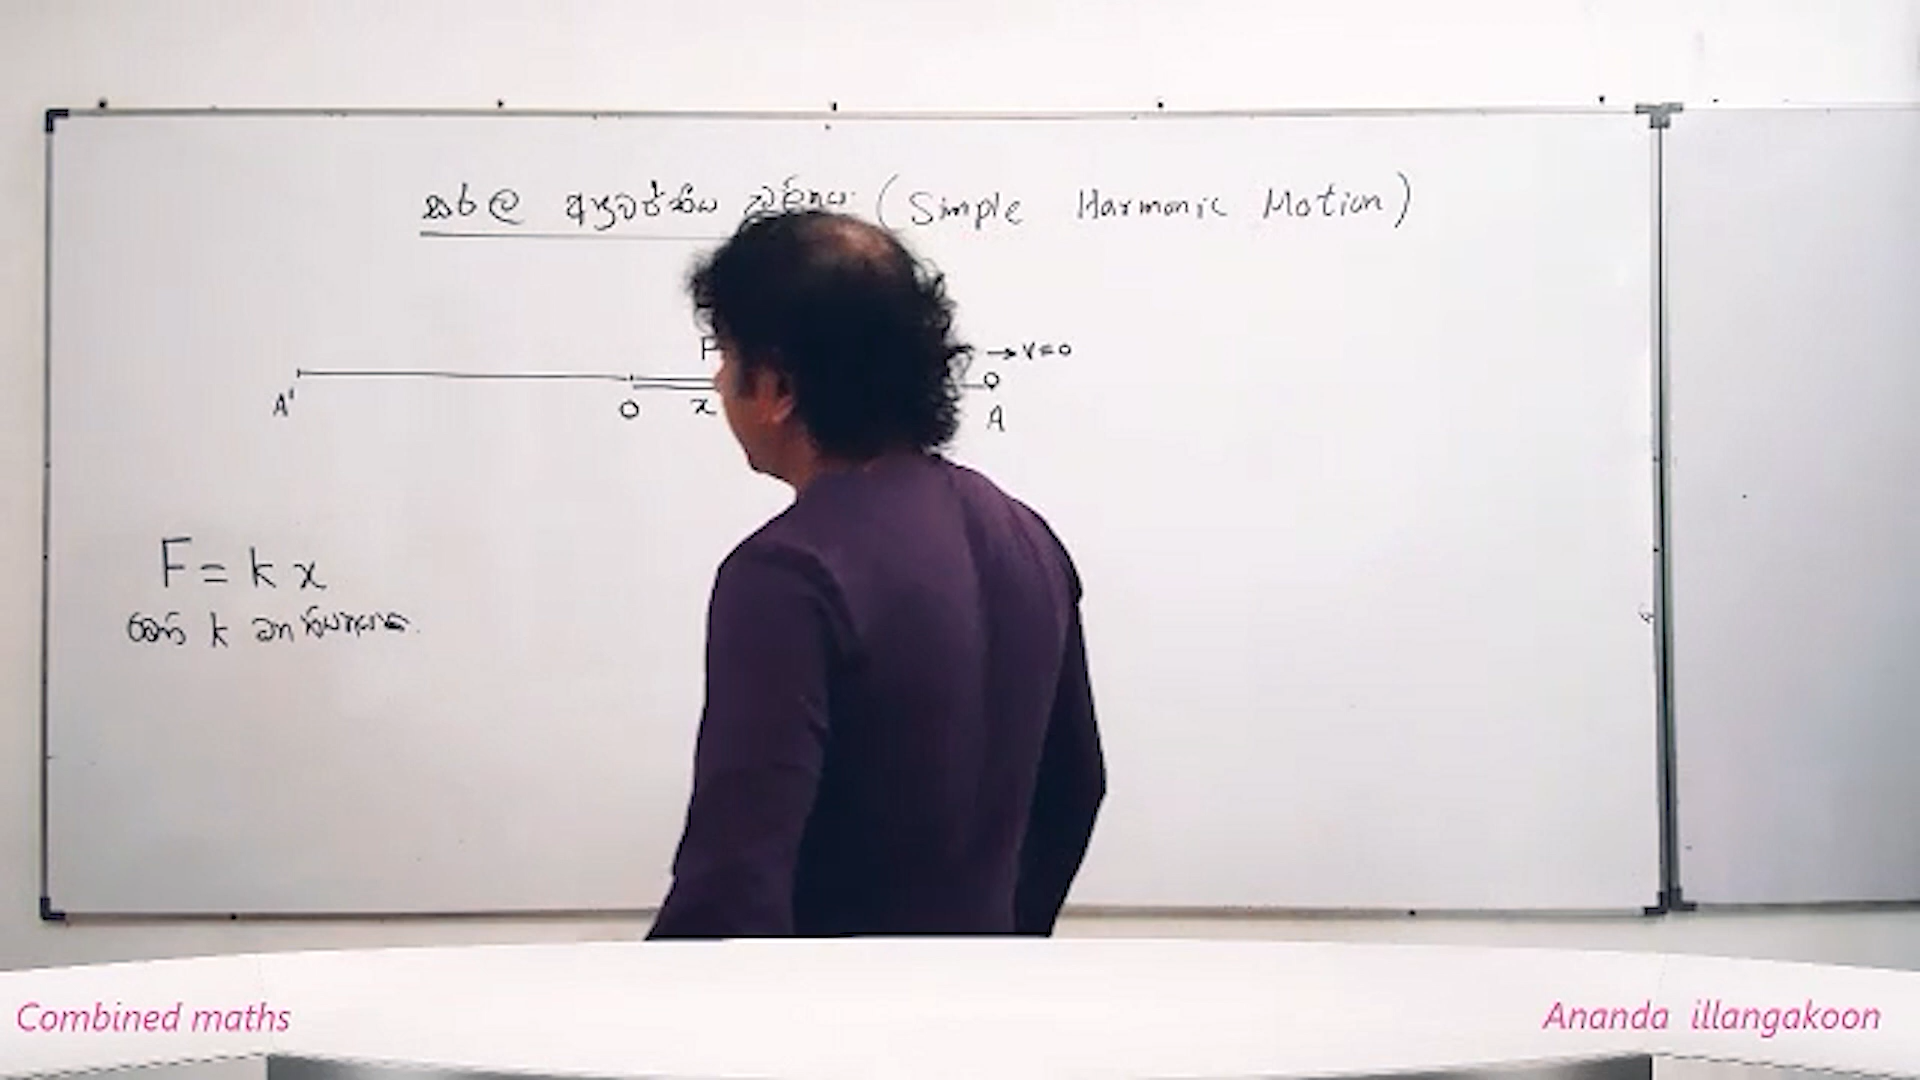 සරල අනුවර්තීය චලිතය (Simple Harmonic Motion)
F → V=0
A' O x A
F = k x
මෙහි k නියතයකි.
Combined maths
Ananda illangakoon